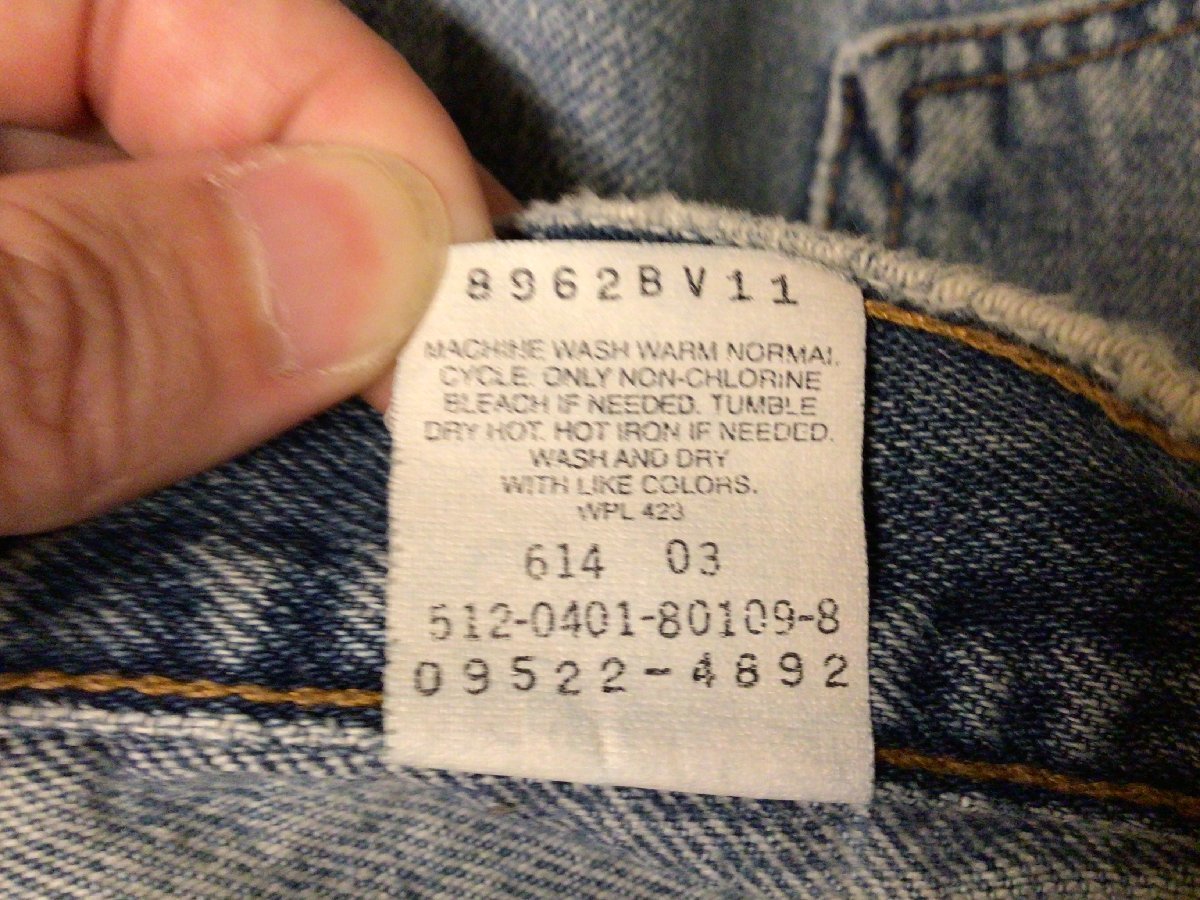 8962BV11
MACHINE WASH WARM NORMAL
CYCLE. ONLY NON-CHLORINE
BLEACH IF NEEDED. TUMBLE
DRY HOT. HOT IRON IF NEEDED.
WASH AND DRY
WITH LIKE COLORS.
WPL 423
614 03
512-0401-80109-8
09522-4892